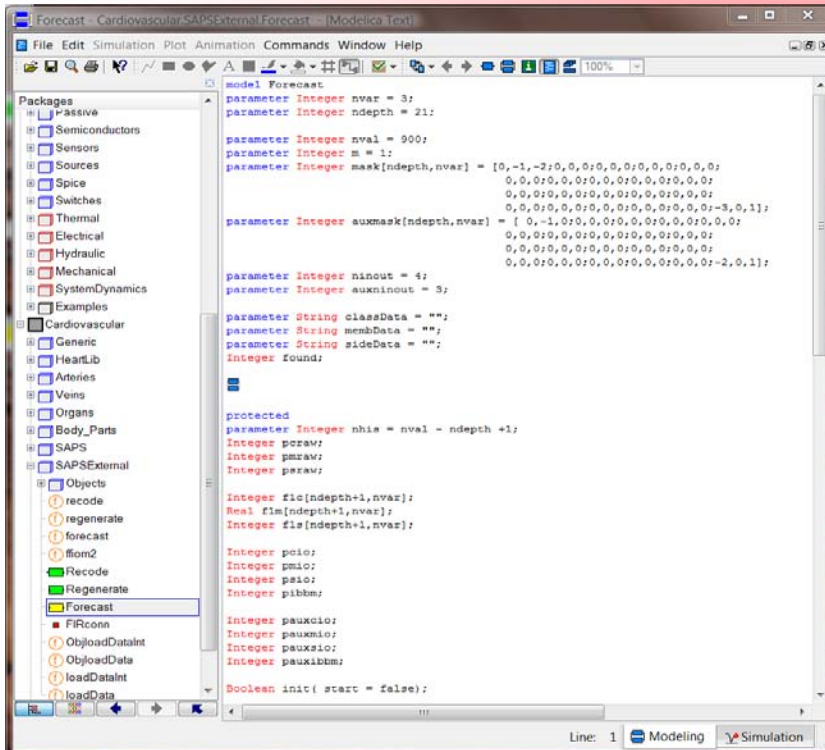 Forecast - Cardiovascular.SAPSExternal.Forecast - [Modelica Text]
File Edit Simulation Plot Animation Commands Window Help
100%
Packages
Passive
Semiconductors
Sensors
Sources
Spice
Switches
Thermal
Electrical
Hydraulic
Mechanical
SystemDynamics
Examples
Cardiovascular
Generic
HeartLib
Arteries
Veins
Organs
Body_Parts
SAPS
SAPSExternal
Objects
recode
regenerate
forecast
ffiom2
Recode
Regenerate
Forecast
FIRconn
ObjloadDataInt
ObjloadData
loadDataInt
loadData
model Forecast
parameter Integer nvar = 3;
parameter Integer ndepth = 21;
parameter Integer nval = 900;
parameter Integer m = 1;
parameter Integer mask[ndepth,nvar] = [0,-1,-2;0,0,0;0,0,0;0,0,0;0,0,0;
0,0,0;0,0,0;0,0,0;0,0,0;0,0,0;
0,0,0;0,0,0;0,0,0;0,0,0;0,0,0;
0,0,0;0,0,0;0,0,0;0,0,0;0,0,0;-3,0,1];
parameter Integer auxmask[ndepth,nvar] = [ 0,-1,0;0,0,0;0,0,0;0,0,0;0,0,0;
0,0,0;0,0,0;0,0,0;0,0,0;0,0,0;
0,0,0;0,0,0;0,0,0;0,0,0;0,0,0;
0,0,0;0,0,0;0,0,0;0,0,0;0,0,0;-2,0,1];
parameter Integer ninout = 4;
parameter Integer auxninout = 3;
parameter String classData = "";
parameter String membData = "";
parameter String sideData = "";
Integer found;
protected
parameter Integer nhis = nval - ndepth +1;
Integer pcraw;
Integer pmraw;
Integer psraw;
Integer f1c[ndepth+1,nvar];
Real f1m[ndepth+1,nvar];
Integer f1s[ndepth+1,nvar];
Integer pcio;
Integer pmio;
Integer psio;
Integer pibbm;
Integer pauxcio;
Integer pauxmio;
Integer pauxsio;
Integer pauxibbm;
Boolean init( start = false);
Line: 1 Modeling Simulation